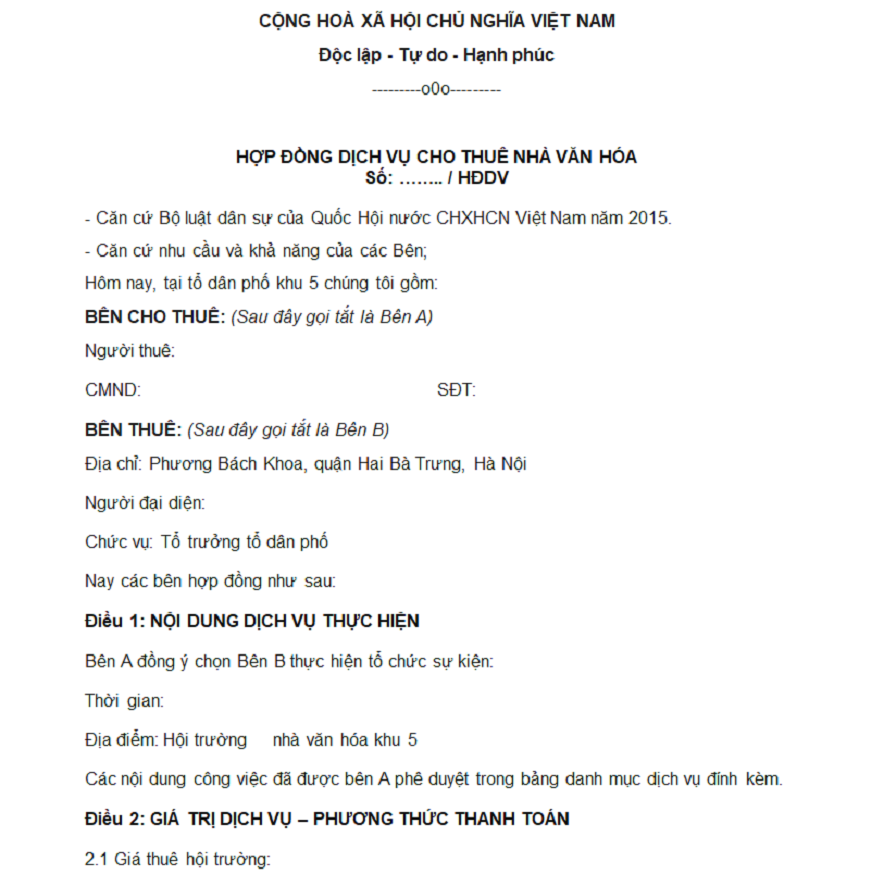 CỘNG HOÀ XÃ HỘI CHỦ NGHĨA VIỆT NAM
Độc lập - Tự do - Hạnh phúc
---------o0o---------
HỢP ĐỒNG DỊCH VỤ CHO THUÊ NHÀ VĂN HÓA
Số: …….. / HĐDV
- Căn cứ Bộ luật dân sự của Quốc Hội nước CHXHCN Việt Nam năm 2015.
- Căn cứ nhu cầu và khả năng của các Bên;
Hôm nay, tại tổ dân phố khu 5 chúng tôi gồm:
BÊN CHO THUÊ: (Sau đây gọi tắt là Bên A)
Người thuê:
CMND: SĐT:
BÊN THUÊ: (Sau đây gọi tắt là Bên B)
Địa chỉ: Phương Bách Khoa, quận Hai Bà Trưng, Hà Nội
Người đại diện:
Chức vụ: Tổ trưởng tổ dân phố
Nay các bên hợp đồng như sau:
Điều 1: NỘI DUNG DỊCH VỤ THỰC HIỆN
Bên A đồng ý chọn Bên B thực hiện tổ chức sự kiện:
Thời gian:
Địa điểm: Hội trường nhà văn hóa khu 5
Các nội dung công việc đã được bên A phê duyệt trong bảng danh mục dịch vụ đính kèm.
Điều 2: GIÁ TRỊ DỊCH VỤ – PHƯƠNG THỨC THANH TOÁN
2.1 Giá thuê hội trường: